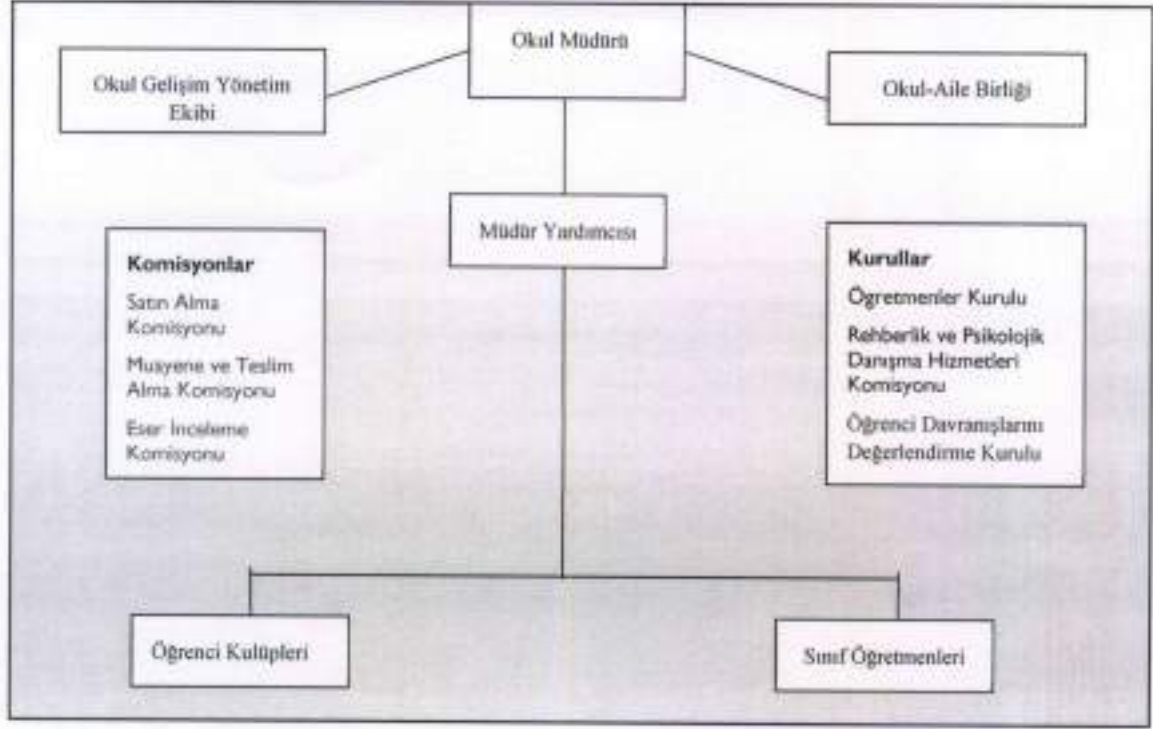 Okul Müdürü
Okul Gelişim Yönetim
Ekibi
Okul-Aile Birliği
Müdür Yardımcısı
Komisyonlar
Satın Alma
Komisyonu
Muayene ve Teslim
Alma Komisyonu
Eser İnceleme
Komisyonu
Kurullar
Ögretmenler Kurulu
Rehberlik ve Psikolojik
Danışma Hizmetleri
Komisyonu
Öğrenci Davranışlarını
Değerlendirme Kurulu
Öğrenci Kulüpleri
Sınıf Öğretmenleri